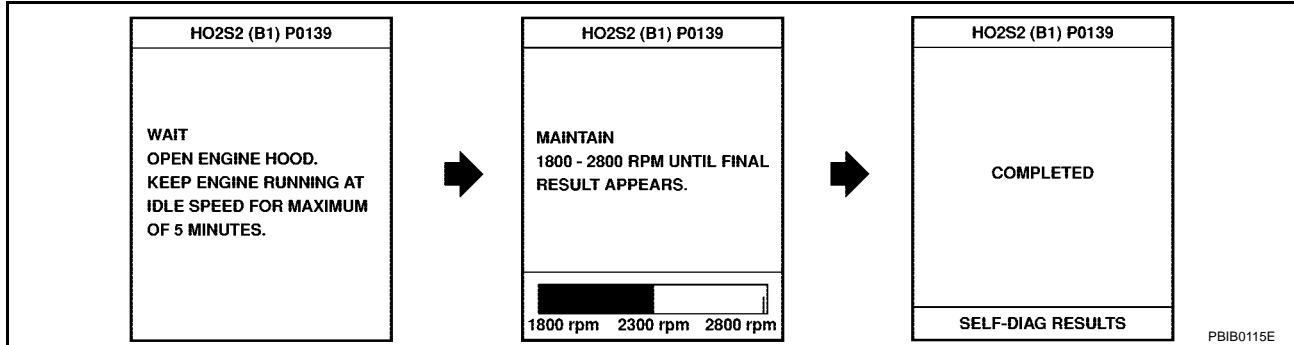 HO2S2 (B1) P0139
WAIT
OPEN ENGINE HOOD.
KEEP ENGINE RUNNING AT
IDLE SPEED FOR MAXIMUM
OF 5 MINUTES.
HO2S2 (B1) P0139
MAINTAIN
1800 - 2800 RPM UNTIL FINAL
RESULT APPEARS.
1800 rpm 2300 rpm 2800 rpm
HO2S2 (B1) P0139
COMPLETED
SELF-DIAG RESULTS
PBIB0115E